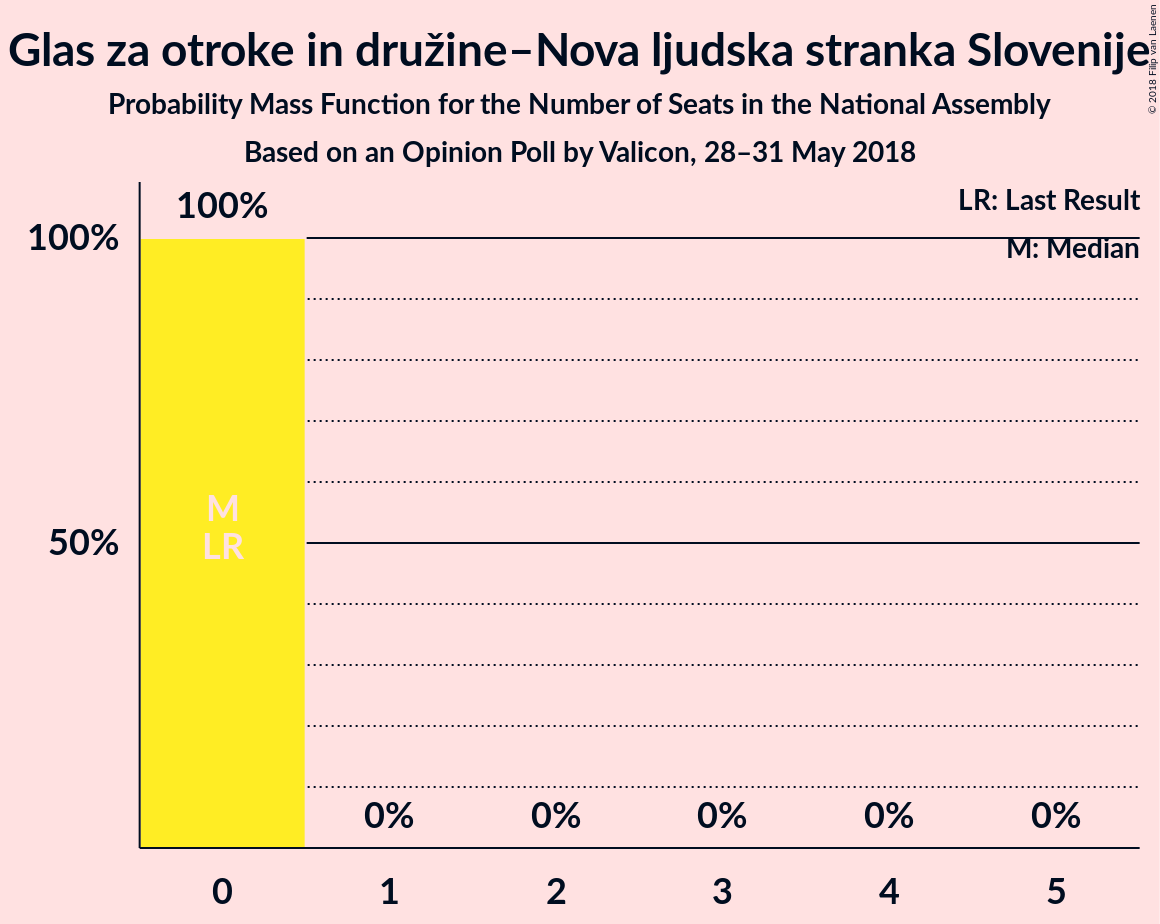 Glas za otroke in družine–Nova ljudska stranka Slovenije
Probability Mass Function for the Number of Seats in the National Assembly
Based on an Opinion Poll by Valicon, 28–31 May 2018
© 2018 Filip van Laenen
LR: Last Result
M: Median
100%
100%
50%
M
LR
0% 0% 0% 0% 0%
0 1 2 3 4 5